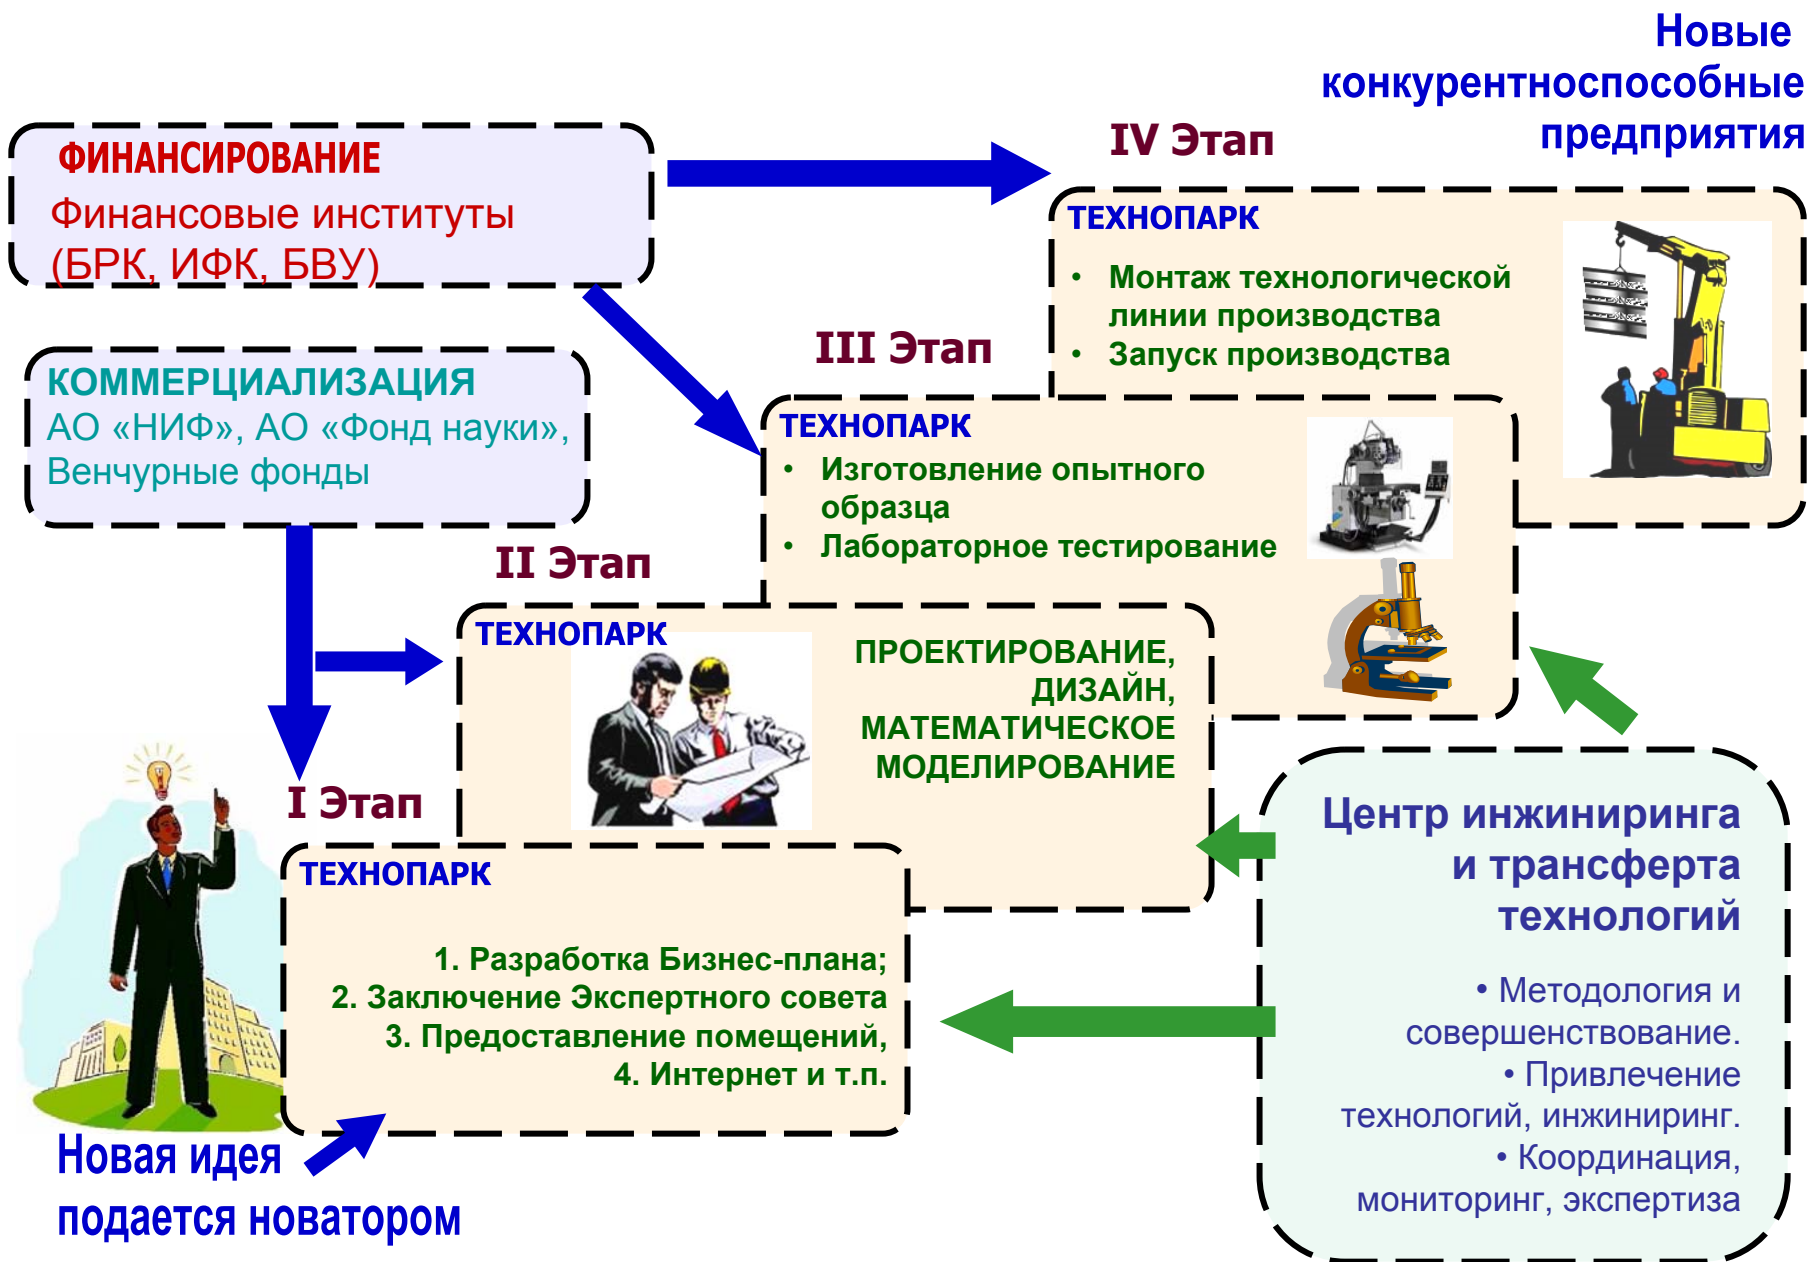 Новые
конкурентноспособные
предприятия
ФИНАНСИРОВАНИЕ
Финансовые институты
(БРК, ИФК, БВУ)
IV Этап
ТЕХНОПАРК
• Монтаж технологической
линии производства
• Запуск производства
КОММЕРЦИАЛИЗАЦИЯ
АО «НИФ», АО «Фонд науки»,
Венчурные фонды
III Этап
ТЕХНОПАРК
• Изготовление опытного
образца
• Лабораторное тестирование
II Этап
ТЕХНОПАРК
ПРОЕКТИРОВАНИЕ,
ДИЗАЙН,
МАТЕМАТИЧЕСКОЕ
МОДЕЛИРОВАНИЕ
I Этап
ТЕХНОПАРК
1. Разработка Бизнес-плана;
2. Заключение Экспертного совета
3. Предоставление помещений,
4. Интернет и т.п.
Центр инжиниринга
и трансферта
технологий
• Методология и
совершенствование.
• Привлечение
технологий, инжиниринг.
• Координация,
мониторинг, экспертиза
Новая идея
подается новатором